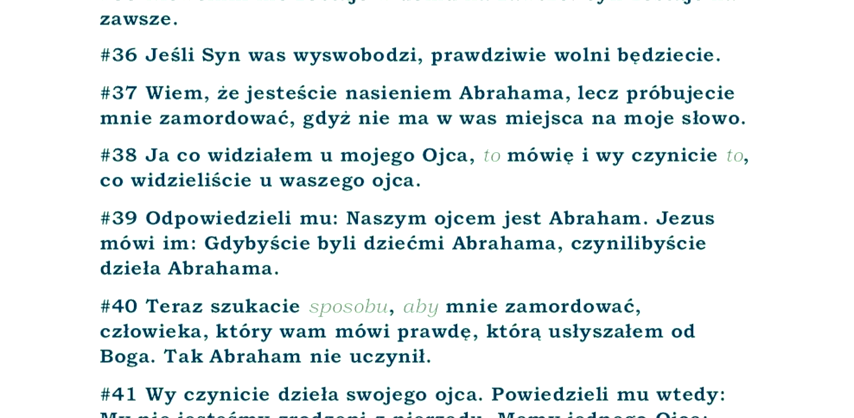 zawsze.
#36 Jeśli Syn was wyswobodzi, prawdziwie wolni będziecie.
#37 Wiem, że jesteście nasieniem Abrahama, lecz próbujecie
mnie zamordować, gdyż nie ma w was miejsca na moje słowo.
#38 Ja co widziałem u mojego Ojca, to mówię i wy czynicie to,
co widzieliście u waszego ojca.
#39 Odpowiedzieli mu: Naszym ojcem jest Abraham. Jezus
mówi im: Gdybyście byli dziećmi Abrahama, czynilibyście
dzieła Abrahama.
#40 Teraz szukacie sposobu, aby mnie zamordować,
człowieka, który wam mówi prawdę, którą usłyszałem od
Boga. Tak Abraham nie uczynił.
#41 Wy czynicie dzieła swojego ojca. Powiedzieli mu wtedy: